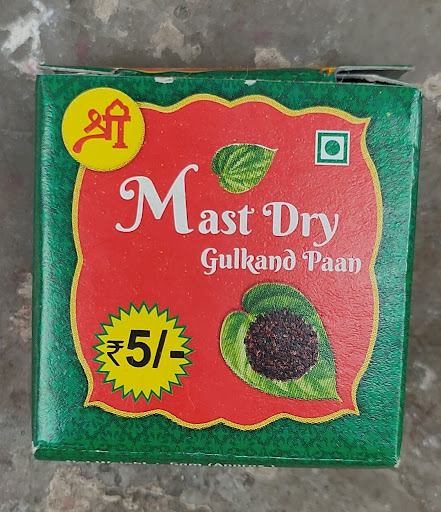 श्री
Mast Dry
Gulkand Paan
₹5/-